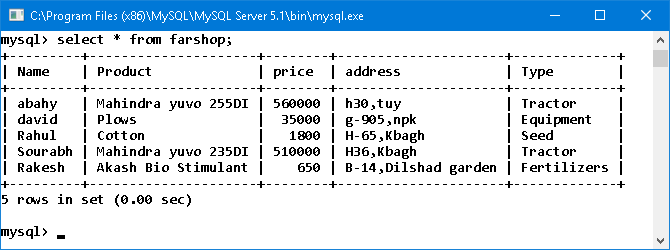 C:\Program Files (x86)\MySQL\MySQL Server 5.1\bin\mysql.exe
mysql> select * from farshop;
+---------+----------------------+--------+----------------------+-------------+
| Name    | Product              | price  | address              | Type        |
+---------+----------------------+--------+----------------------+-------------+
| abahy   | Mahindra yuvo 255DI  | 560000 | h30,tuy              | Tractor     |
| david   | Plows                |  35000 | g-905,npk            | Equipment   |
| Rahul   | Cotton               |   1800 | H-65,Kbagh           | Seed        |
| Sourabh | Mahindra yuvo 235DI  | 510000 | H36,Kbagh            | Tractor     |
| Rakesh  | Akash Bio Stimulant  |    650 | B-14,Dilshad garden  | Fertilizers |
+---------+----------------------+--------+----------------------+-------------+
5 rows in set (0.00 sec)
mysql> _